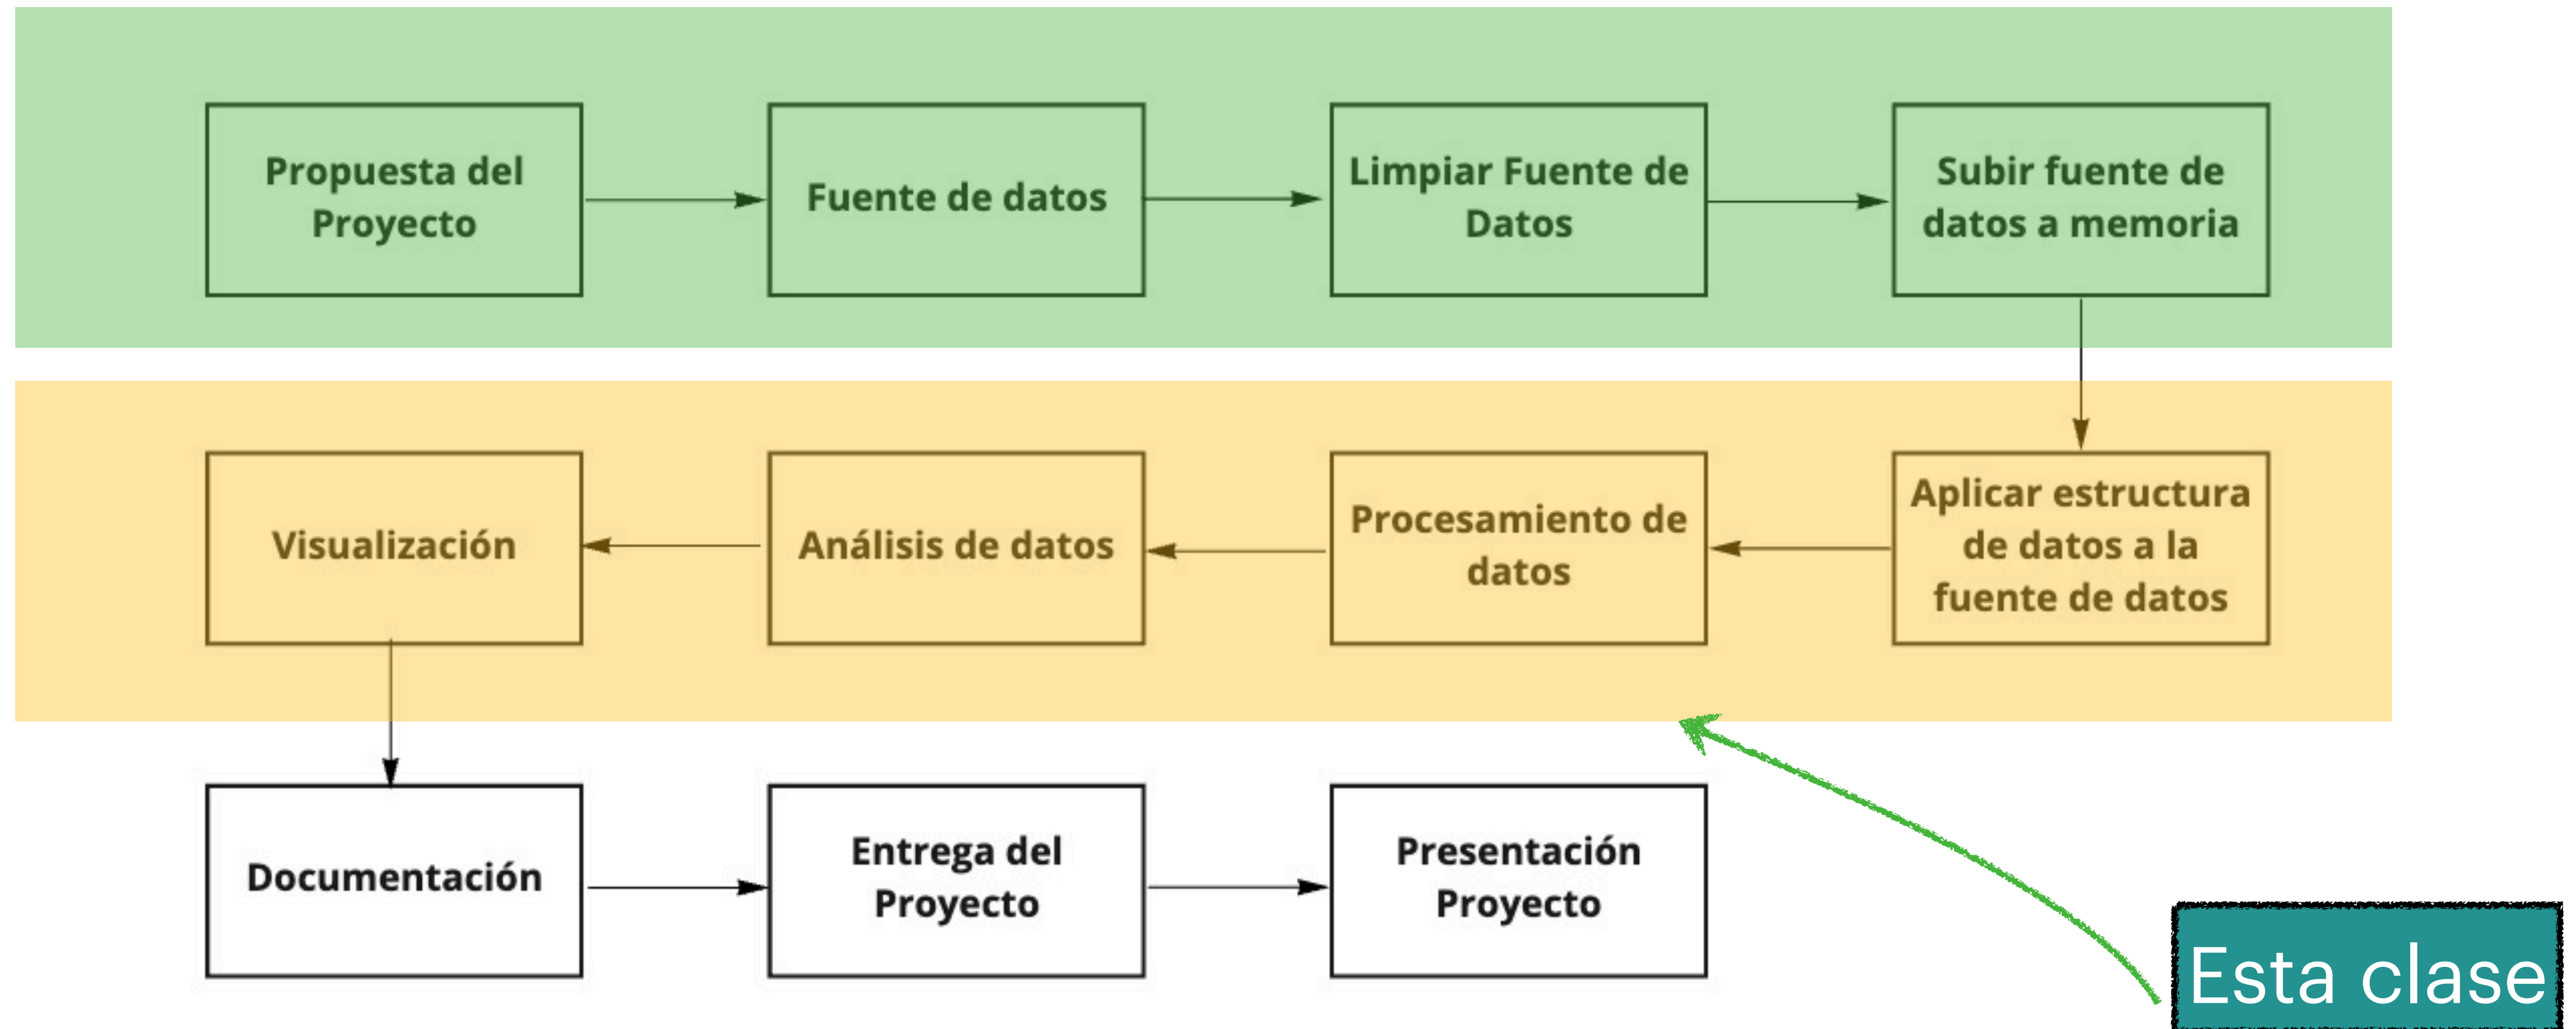 Propuesta del
Proyecto
Fuente de datos
Limpiar Fuente de
Datos
Subir fuente de
datos a memoria
Visualización
Análisis de datos
Procesamiento de
datos
Aplicar estructura
de datos a la
fuente de datos
Documentación
Entrega del
Proyecto
Presentación
Proyecto
Esta clase